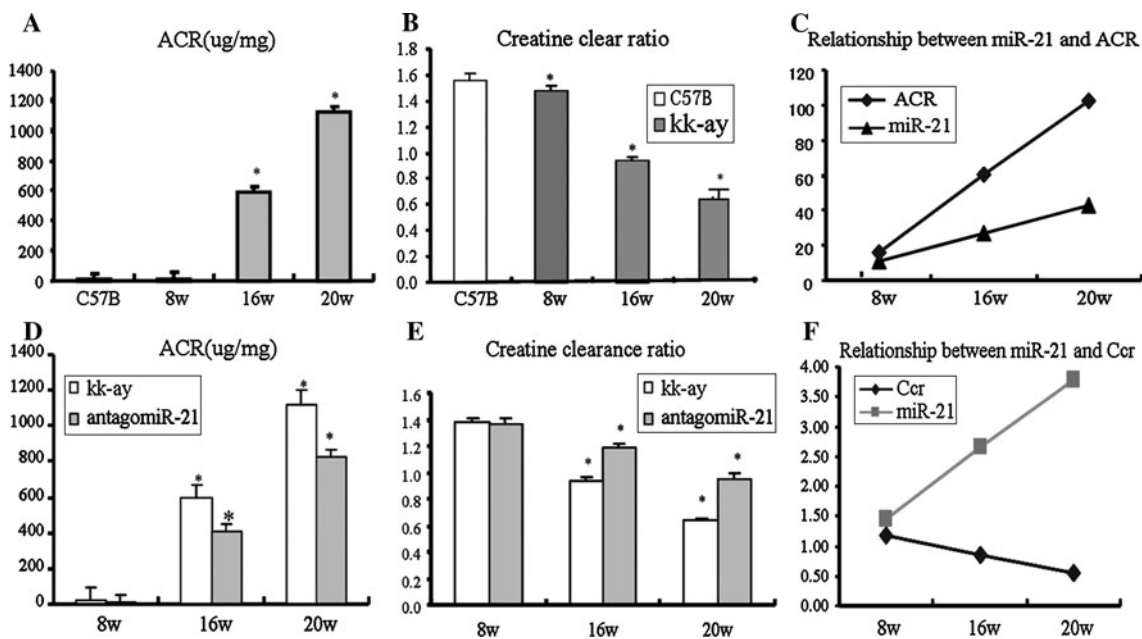 A
ACR(ug/mg)
1400
1200
1000
800
600
400
200
0
*
*
C57B 8w 16w 20w
B
Creatine clear ratio
1.8
1.6
1.4
1.2
1.0
0.8
0.6
0.4
0.2
0.0
*
*
*
C57B
kk-ay
C57B 8w 16w 20w
C
Relationship between miR-21 and ACR
120
100
80
60
40
20
0
ACR
miR-21
8w 16w 20w
D
ACR(ug/mg)
1400
1200
1000
800
600
400
200
0
kk-ay
antagomiR-21
*
*
*
*
8w 16w 20w
E
Creatine clearance ratio
1.6
1.4
1.2
1.0
0.8
0.6
1.4
0.2
0.0
kk-ay
antagomiR-21
*
*
*
*
8w 16w 20w
F
Relationship between miR-21 and Ccr
4.00
3.00
2.00
1.50
1.00
0.50
0.00
Ccr
miR-21
8w 16w 20w